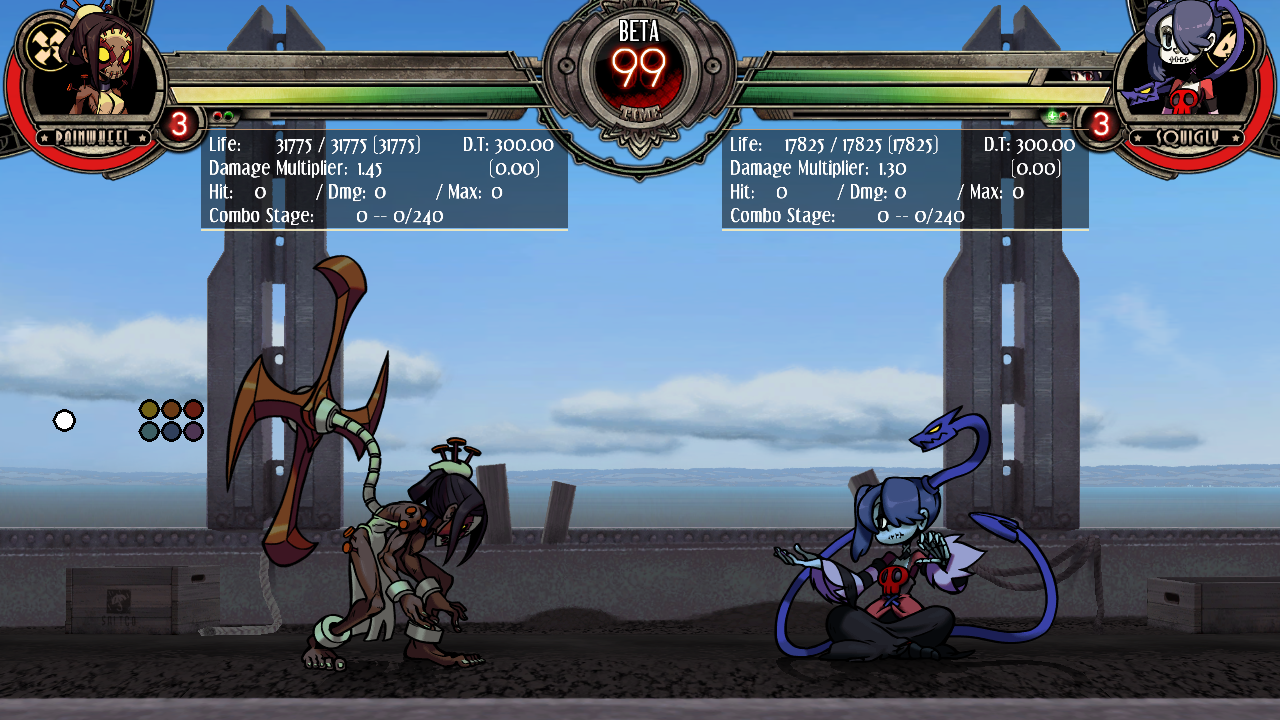 BETA
99
TIME
PAINWHEEL
3
3
SQUIGLY
Life: 31775 / 31775 (31775) D.T: 300.00
Damage Multiplier: 1.45 (0.00)
Hit: 0 / Dmg: 0 / Max: 0
Combo Stage: 0 -- 0/240
Life: 17825 / 17825 (17825) D.T: 300.00
Damage Multiplier: 1.30 (0.00)
Hit: 0 / Dmg: 0 / Max: 0
Combo Stage: 0 -- 0/240